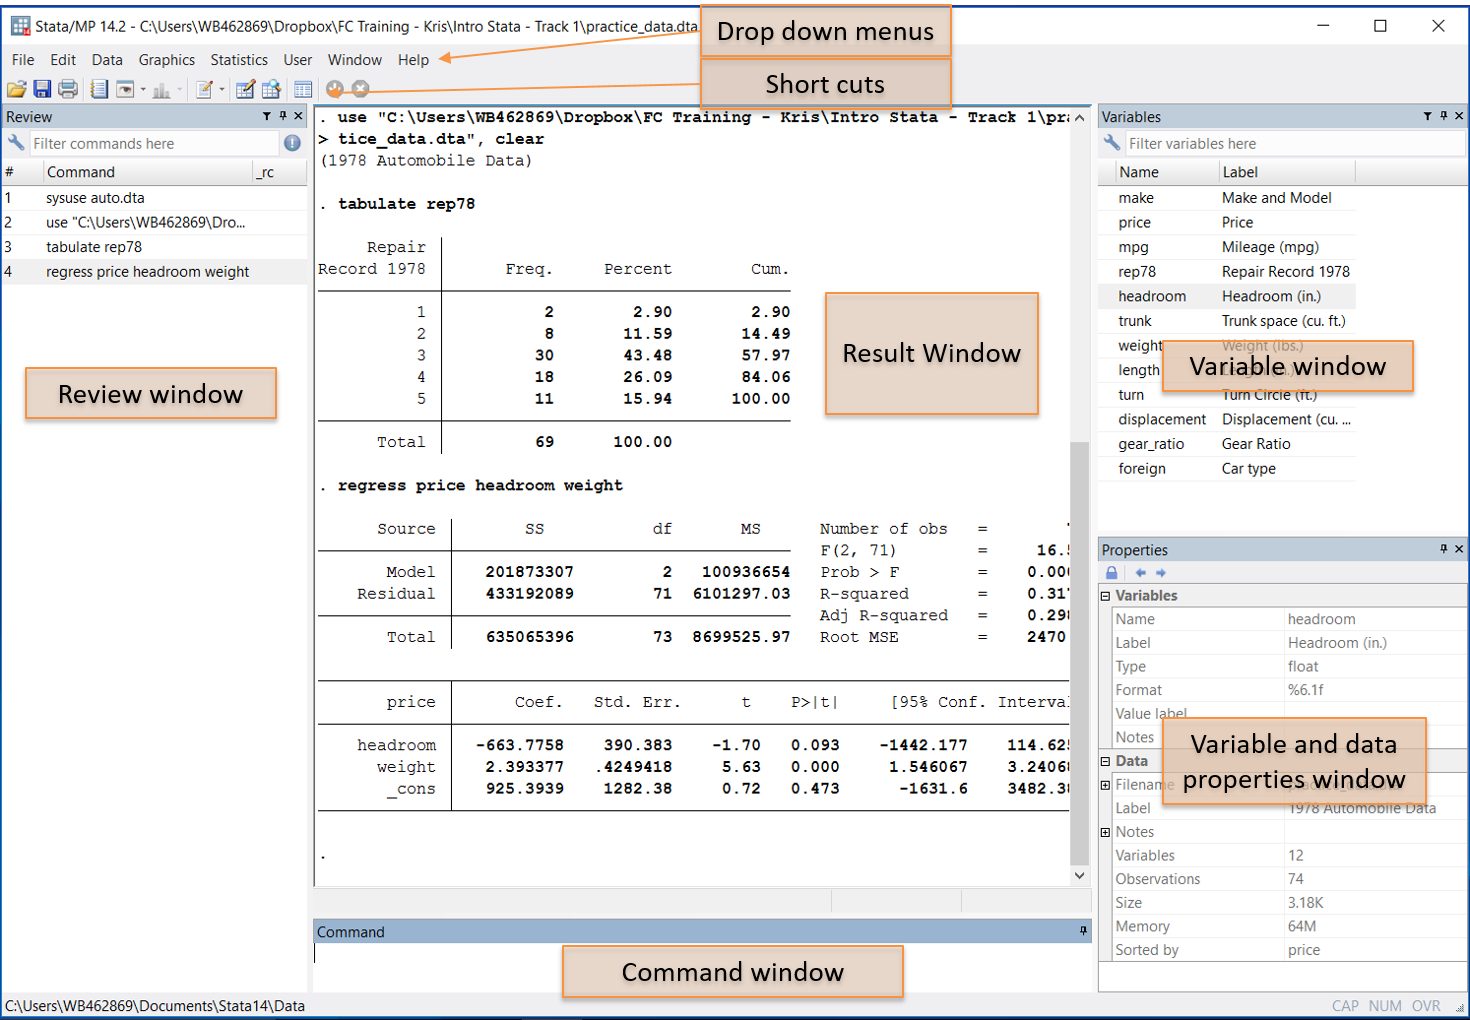 Stata/MP 14.2 - C:\Users\WB462869\Dropbox\FC Training - Kris\Intro Stata - Track 1\practice_data.dta
Drop down menus
File Edit Data Graphics Statistics User Window Help
Short cuts
Review
Filter commands here
# Command _rc
1 sysuse auto.dta
2 use "C:\Users\WB462869\Dro...
3 tabulate rep78
4 regress price headroom weight
Review window
. use "C:\Users\WB462869\Dropbox\FC Training - Kris\Intro Stata - Track 1\pra
> tice_data.dta", clear
(1978 Automobile Data)
. tabulate rep78
Repair
Record 1978 Freq. Percent Cum.
1 2 2.90 2.90
2 8 11.59 14.49
3 30 43.48 57.97
4 18 26.09 84.06
5 11 15.94 100.00
Total 69 100.00
Result Window
. regress price headroom weight
Source SS df MS Number of obs =
F(2, 71) = 16.5
Model 201873307 2 100936654 Prob > F = 0.000
Residual 433192089 71 6101297.03 R-squared = 0.317
Adj R-squared = 0.298
Total 635065396 73 8699525.97 Root MSE = 2470
price Coef. Std. Err. t P>|t| [95% Conf. Interval
headroom -663.7758 390.383 -1.70 0.093 -1442.177 114.625
weight 2.393377 .4249418 5.63 0.000 1.546067 3.24068
_cons 925.3939 1282.38 0.72 0.473 -1631.6 3482.38
.
Command
Command window
Variables
Filter variables here
Name Label
make Make and Model
price Price
mpg Mileage (mpg)
rep78 Repair Record 1978
headroom Headroom (in.)
trunk Trunk space (cu. ft.)
weight Weight (lbs.)
length
Variable window
turn Turn Circle (ft.)
displacement Displacement (cu. ...
gear_ratio Gear Ratio
foreign Car type
Properties
Variables
Name headroom
Label Headroom (in.)
Type float
Format %6.1f
Value label
Notes
Variable and data
properties window
Data
Filename
Label 1978 Automobile Data
Notes
Variables 12
Observations 74
Size 3.18K
Memory 64M
Sorted by price
C:\Users\WB462869\Documents\Stata14\Data
CAP NUM OVR